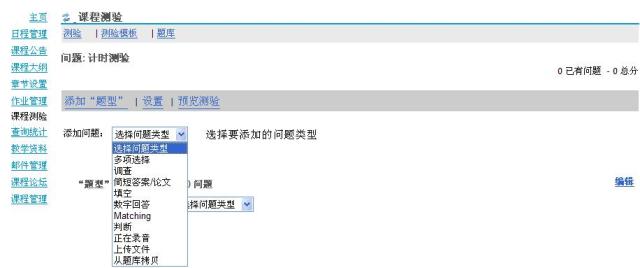 主页
日程管理
课程公告
课程大纲
章节设置
作业管理
课程测验
查询统计
教学资料
邮件管理
课程论坛
课程管理
课程测验
测验 | 测验模板 | 题库
问题: 计时测验
0 已有问题 - 0 总分
添加“题型” | 设置 | 预览测验
添加问题: 选择问题类型 选择要添加的问题类型
选择问题类型
多项选择
调查
简短答案/论文
填空
数字回答
Matching
判断
正在录音
上传文件
从题库拷贝
“题型” 0 问题 编辑
择问题类型